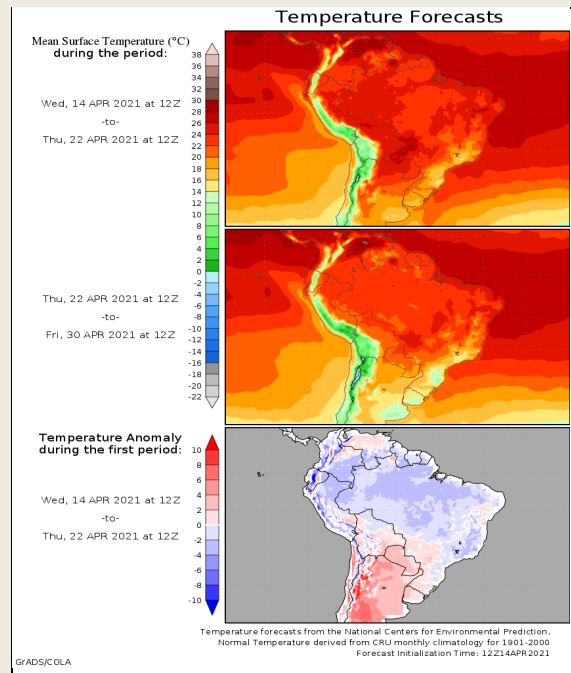 Temperature Forecasts
Mean Surface Temperature (°C)
during the period:
38
36
34
32
30
28
26
24
22
20
18
16
14
12
10
8
6
4
2
0
-2
-4
-6
-8
-10
-12
-14
-16
-18
-20
-22
Wed, 14 APR 2021 at 12Z
-to-
Thu, 22 APR 2021 at 12Z
Thu, 22 APR 2021 at 12Z
-to-
Fri, 30 APR 2021 at 12Z
Temperature Anomaly
during the first period:
10
8
6
4
2
0
-2
-4
-6
-8
-10
Wed, 14 APR 2021 at 12Z
-to-
Thu, 22 APR 2021 at 12Z
Temperature forecasts from the National Centers for Environmental Prediction.
Normal Temperature derived from CRU monthly climatology for 1901-2000
Forecast Initialization Time: 12Z14APR2021
GrADS/COLA